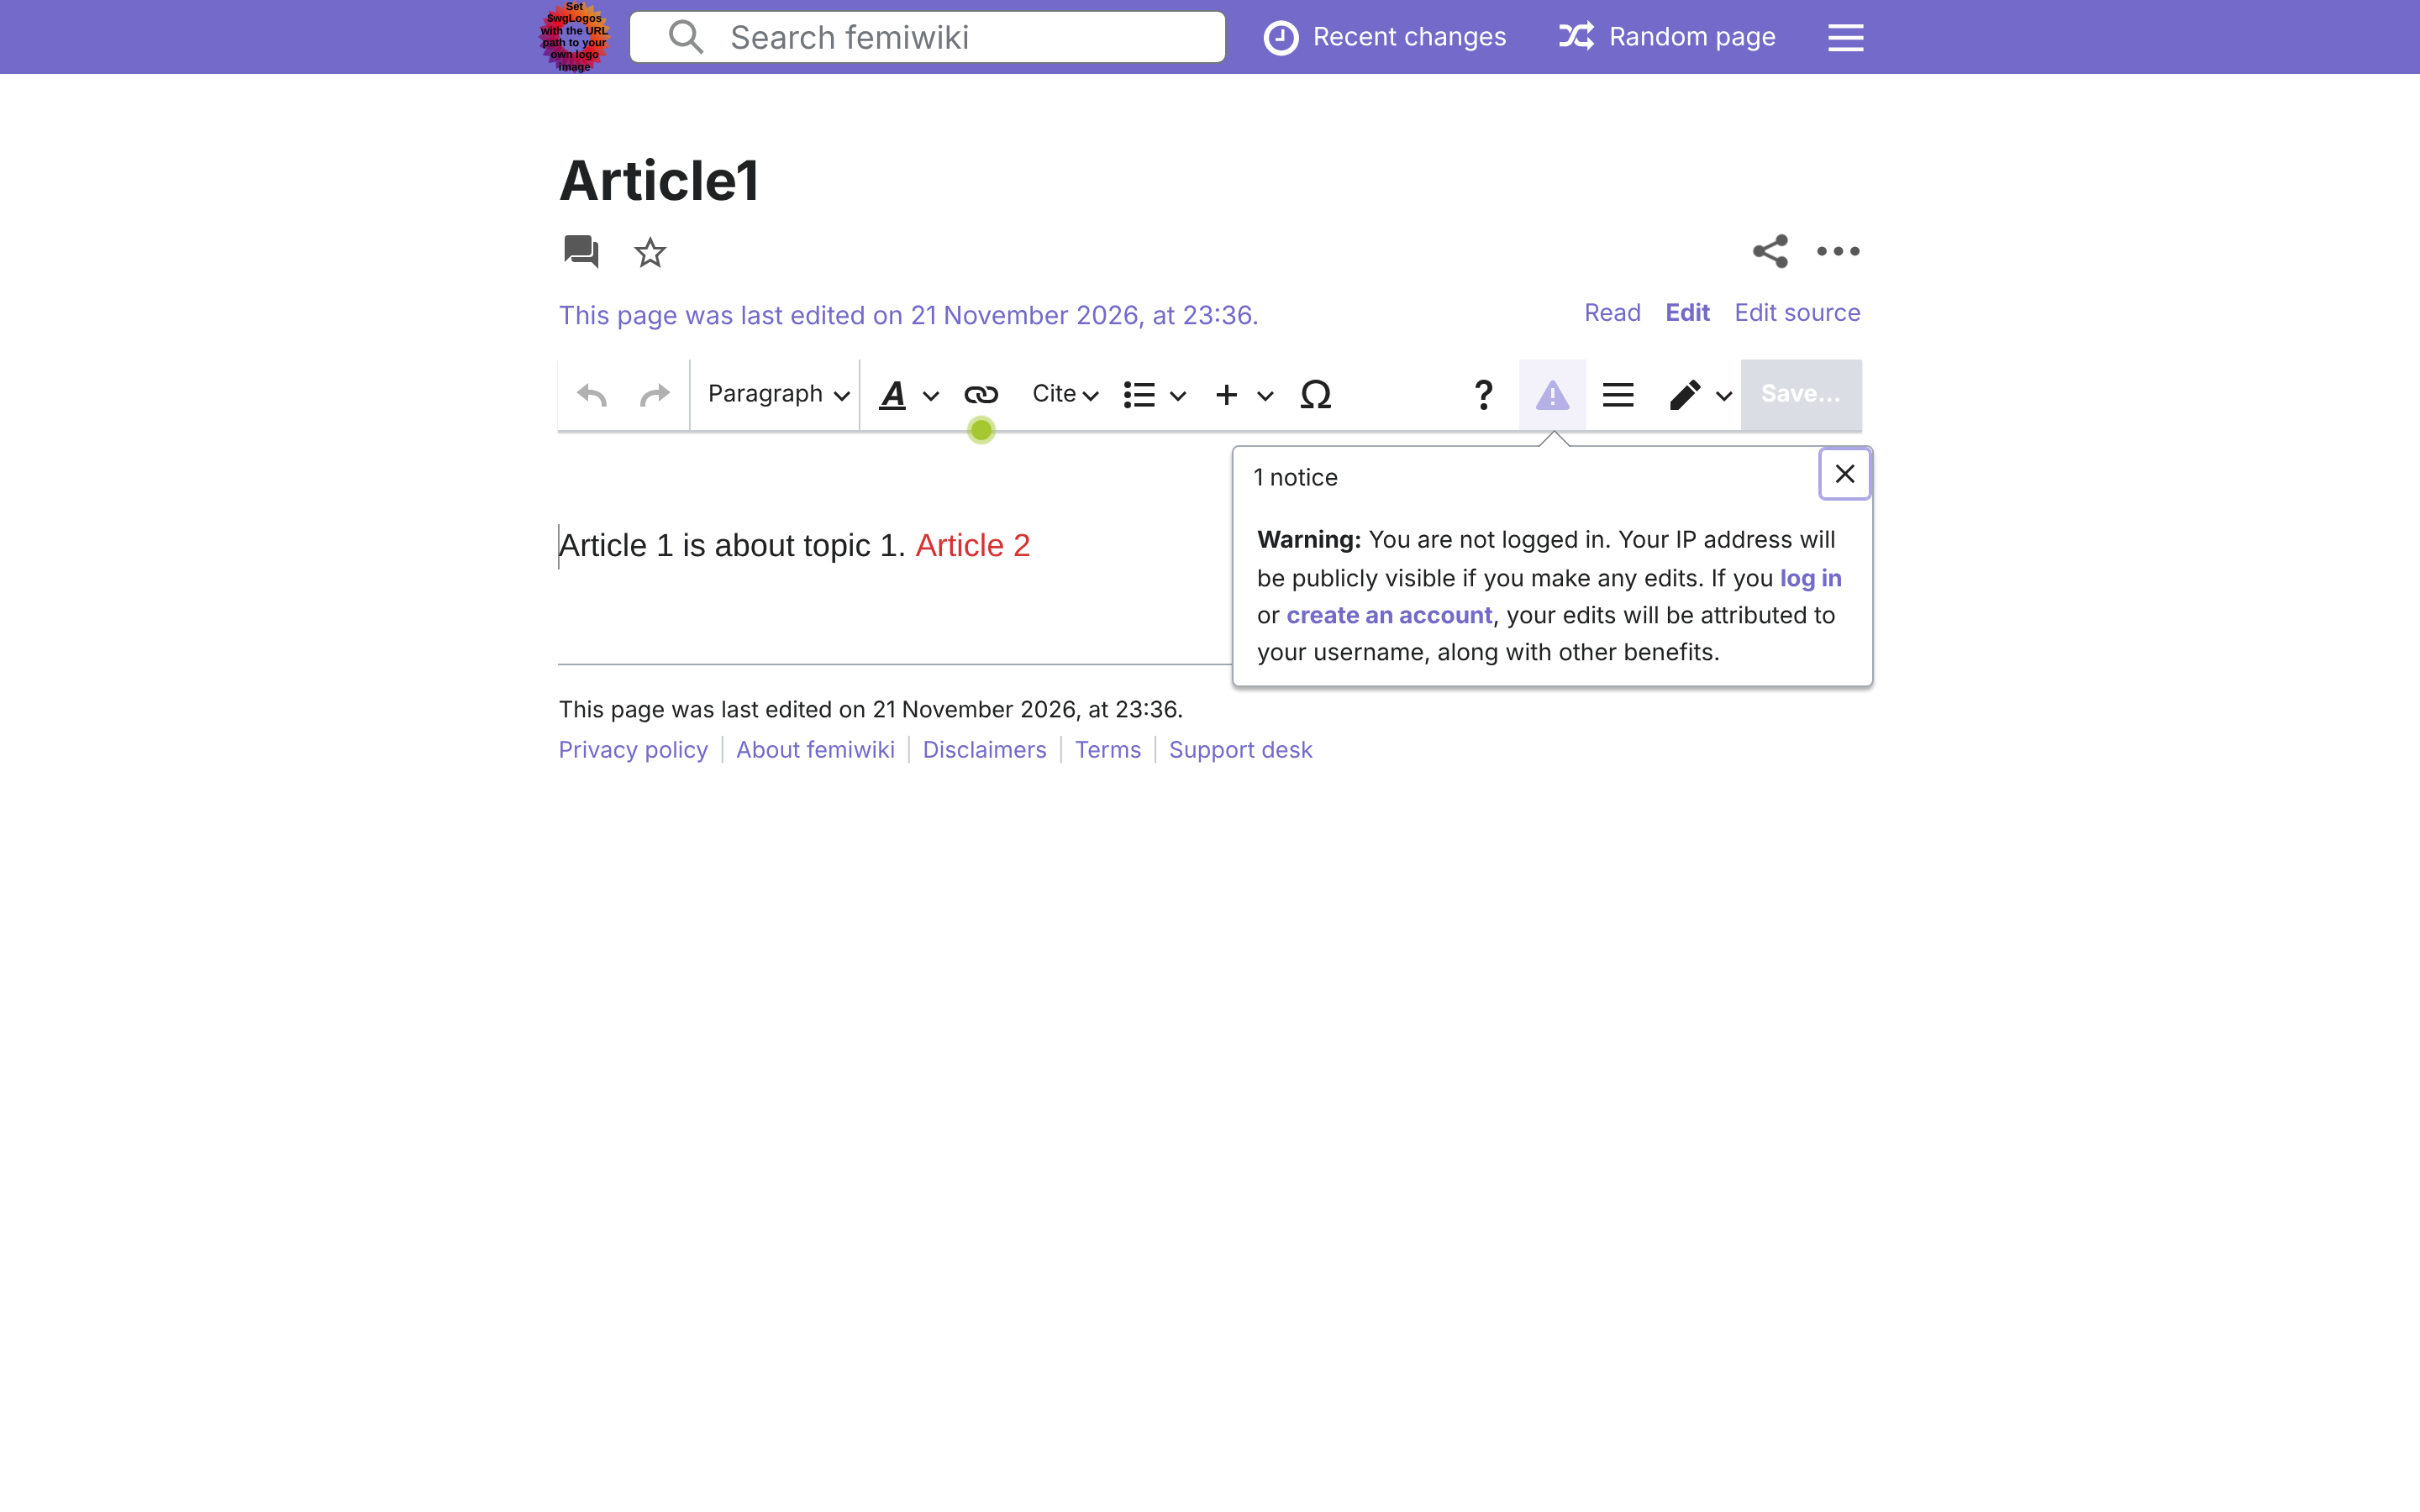 Set
$wgLogos
with the URL
path to your
own logo
image
Search femiwiki
Recent changes
Random page
Article1
This page was last edited on 21 November 2026, at 23:36.
Read Edit Edit source
Paragraph
A
Cite
Ω
?
Save...
1 notice
Warning: You are not logged in. Your IP address will
be publicly visible if you make any edits. If you log in
or create an account, your edits will be attributed to
your username, along with other benefits.
Article 1 is about topic 1. Article 2
This page was last edited on 21 November 2026, at 23:36.
Privacy policy About femiwiki Disclaimers Terms Support desk